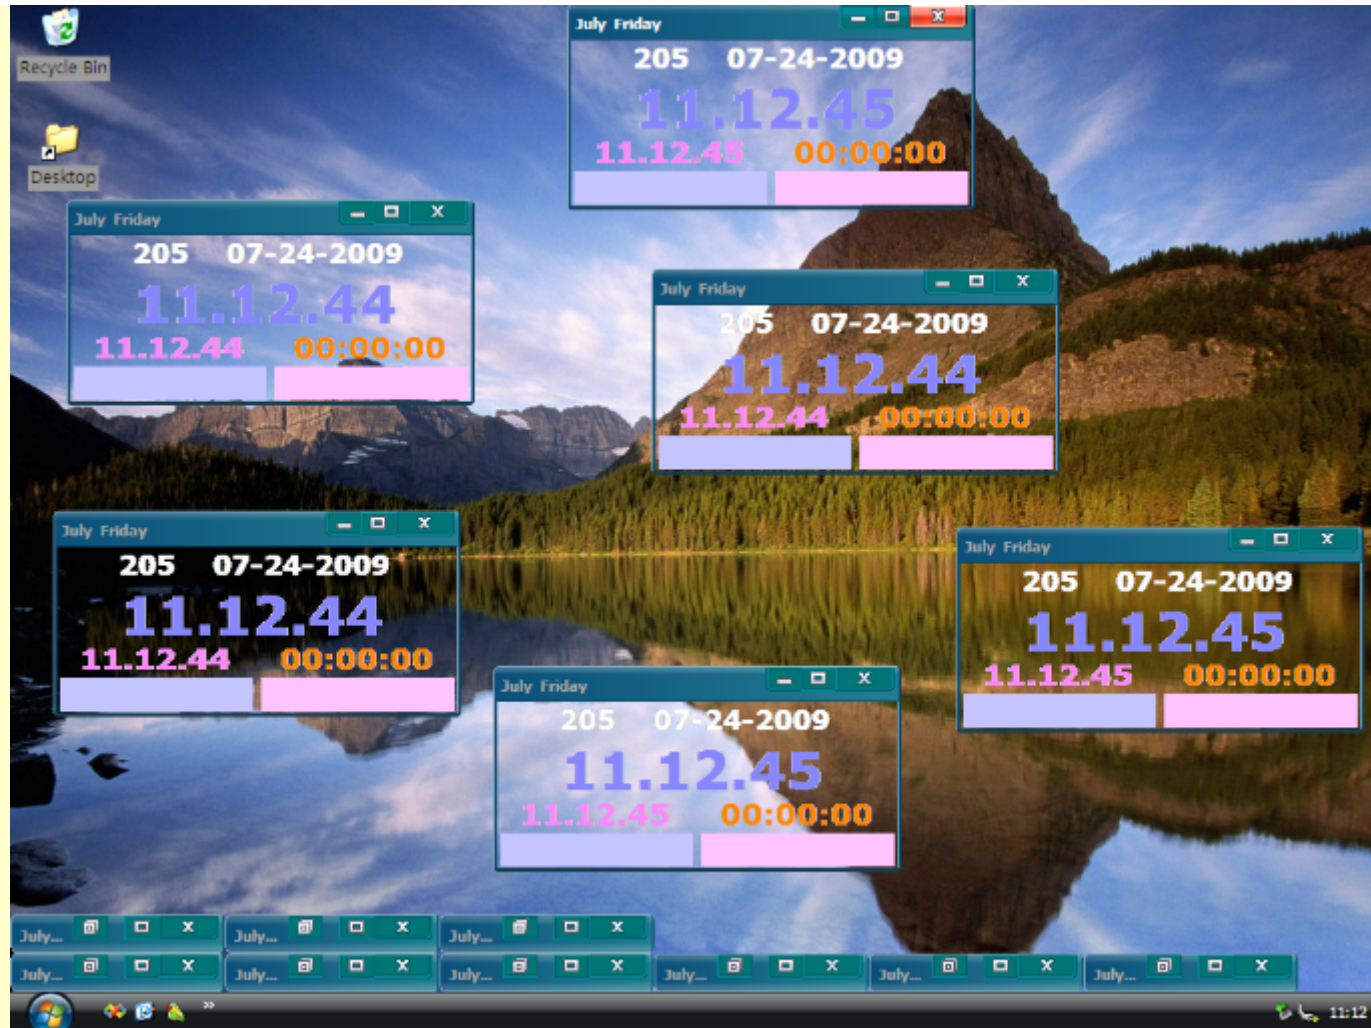 Recycle Bin
Desktop
July Friday
205 07-24-2009
11.12.45
11.12.45 00:00:00
July Friday
205 07-24-2009
11.12.44
11.12.44 00:00:00
July Friday
205 07-24-2009
11.12.44
11.12.44 00:00:00
July Friday
205 07-24-2009
11.12.44
11.12.44 00:00:00
July Friday
205 07-24-2009
11.12.45
11.12.45 00:00:00
July Friday
205 07-24-2009
11.12.45
11.12.45 00:00:00
July... July... July...
July... July... July... July... July... July...
11:12